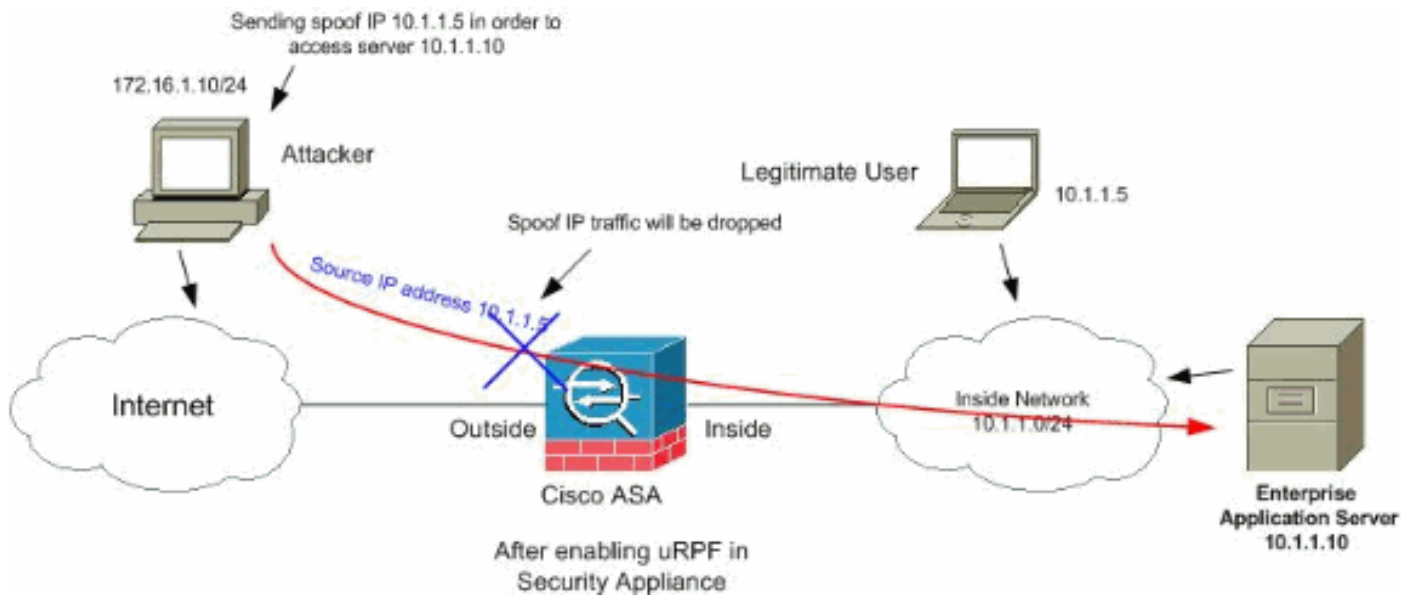 Sending spoof IP 10.1.1.5 in order to
access server 10.1.1.10
172.16.1.10/24
Attacker
Legitimate User
10.1.1.5
Spoof IP traffic will be dropped
Source IP address 10.1.1.5
Internet
Outside
Inside
Inside Network
10.1.1.0/24
Cisco ASA
Enterprise
Application Server
10.1.1.10
After enabling uRPF in
Security Appliance